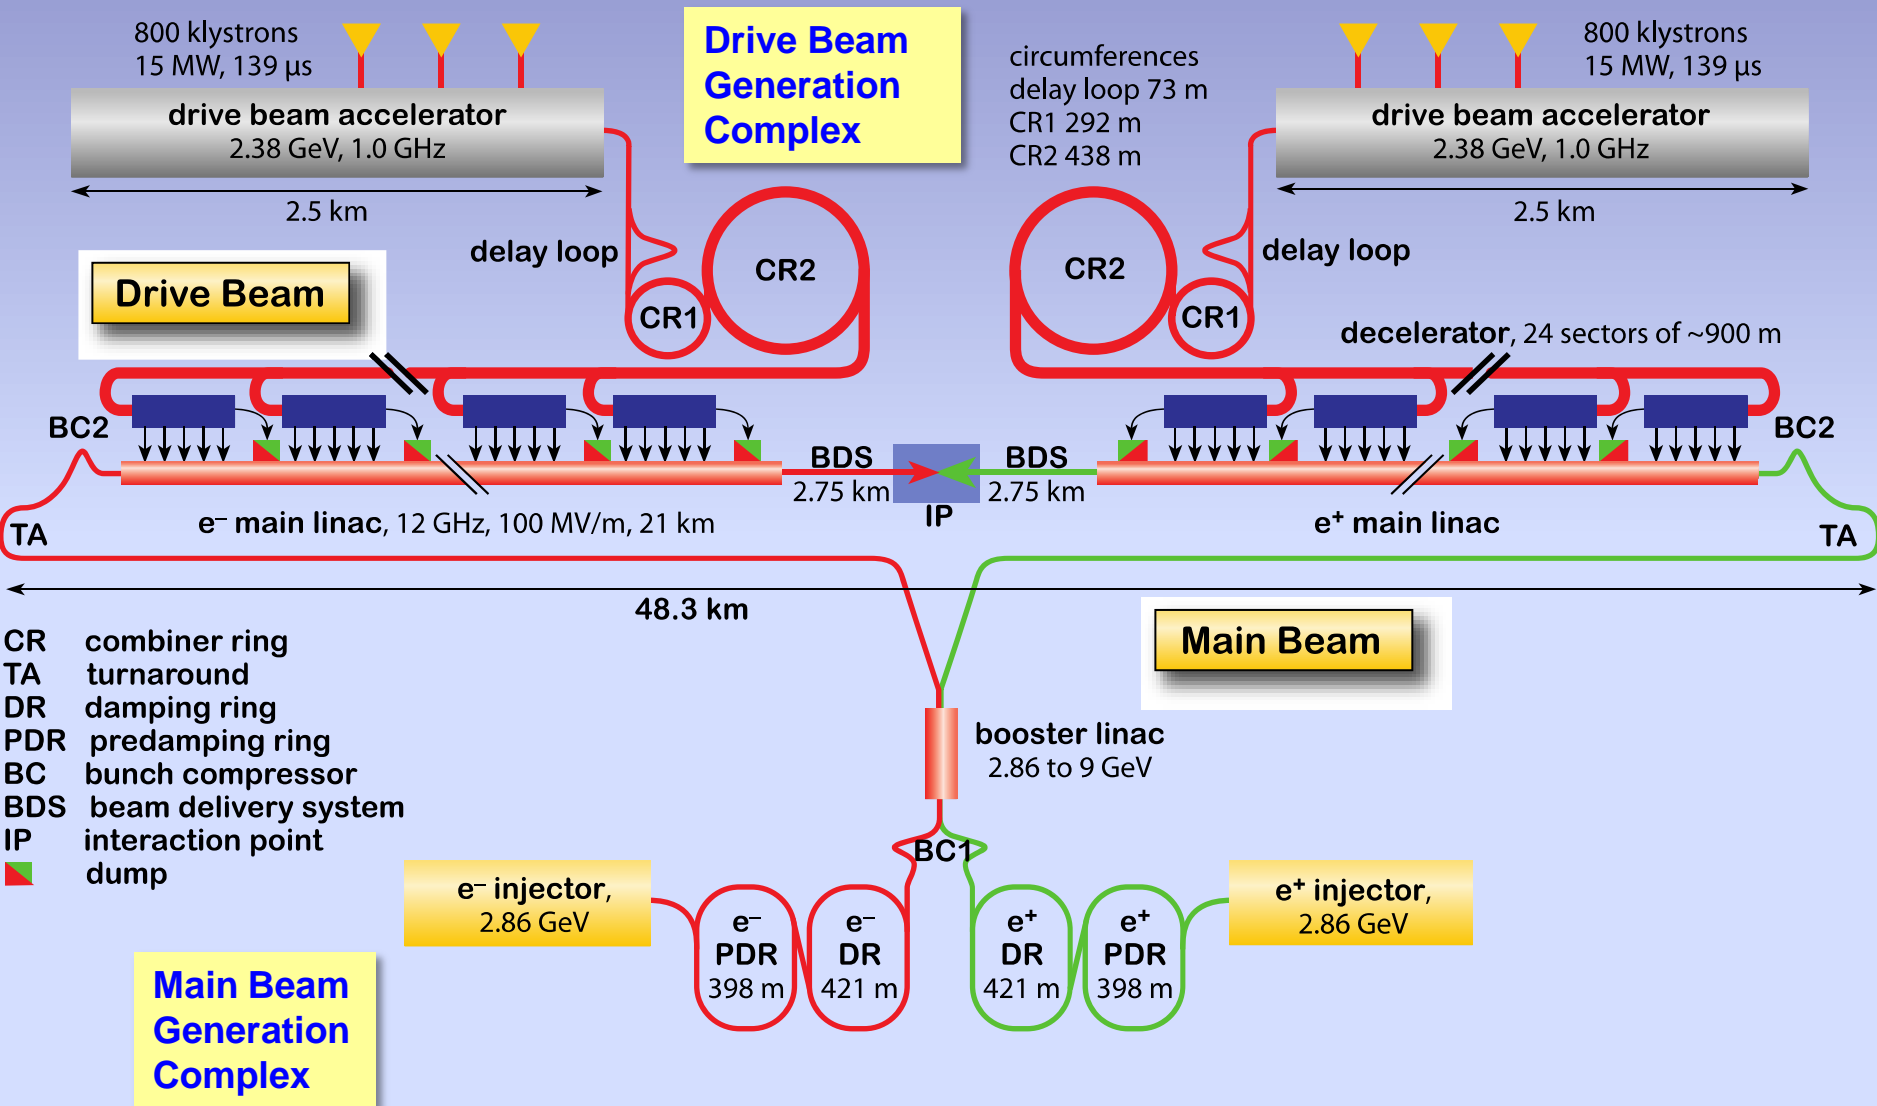 800 klystrons
15 MW, 139 µs
drive beam accelerator
2.38 GeV, 1.0 GHz
2.5 km
Drive Beam
Generation
Complex
circumferences
delay loop 73 m
CR1 292 m
CR2 438 m
800 klystrons
15 MW, 139 µs
drive beam accelerator
2.38 GeV, 1.0 GHz
2.5 km
delay loop
CR1
CR2
CR2
CR1
delay loop
Drive Beam
decelerator, 24 sectors of ~900 m
BC2
BDS
2.75 km
IP
BDS
2.75 km
BC2
TA
e– main linac, 12 GHz, 100 MV/m, 21 km
e+ main linac
TA
48.3 km
Main Beam
CR combiner ring
TA turnaround
DR damping ring
PDR predamping ring
BC bunch compressor
BDS beam delivery system
IP interaction point
dump
booster linac
2.86 to 9 GeV
BC1
e– injector,
2.86 GeV
e–
PDR
398 m
e–
DR
421 m
e+
DR
421 m
e+
PDR
398 m
e+ injector,
2.86 GeV
Main Beam
Generation
Complex